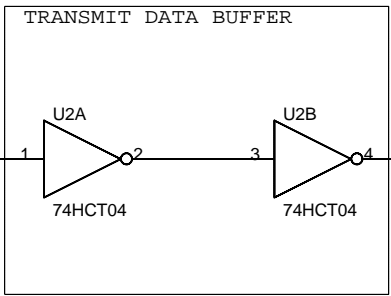 TRANSMIT DATA BUFFER
U2A U2B
1 2 3 4
74HCT04 74HCT04